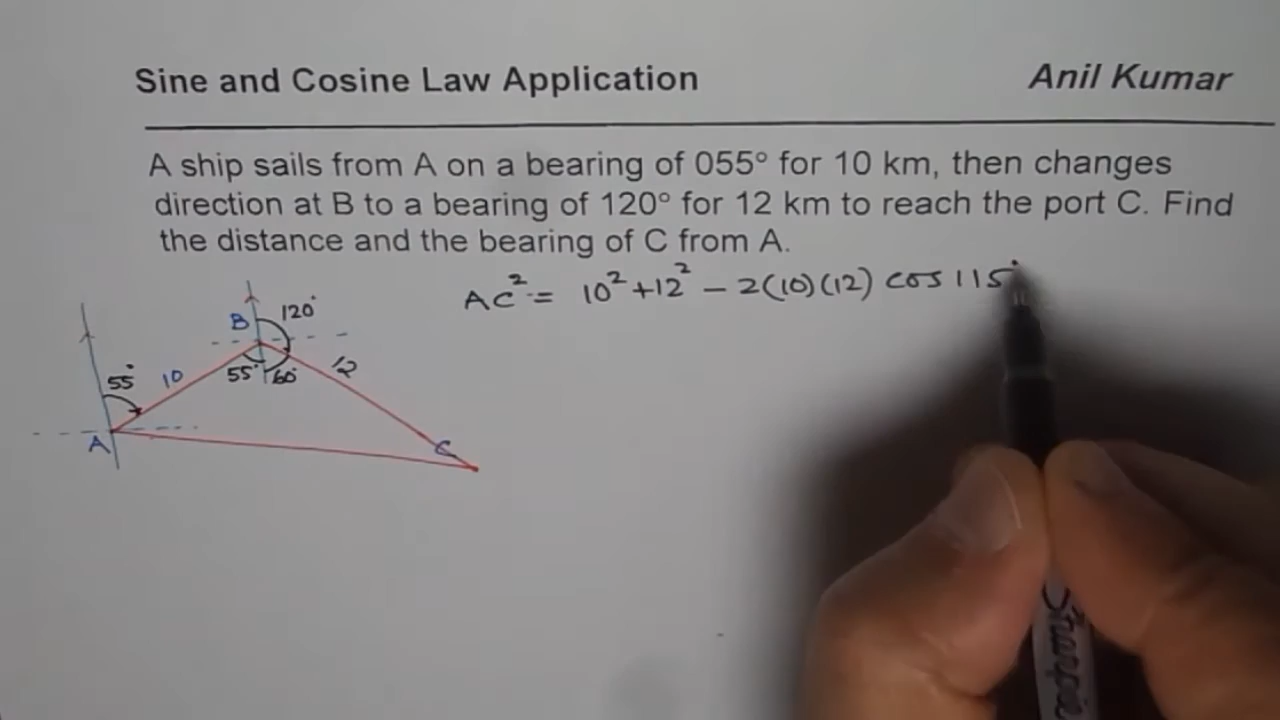 Sine and Cosine Law Application Anil Kumar
A ship sails from A on a bearing of 055° for 10 km, then changes
direction at B to a bearing of 120° for 12 km to reach the port C. Find
the distance and the bearing of C from A.
AC² = 10² + 12² - 2(10)(12) cos 115°
B 120°
55° 10 55° 60° 12
A C
Sharpie